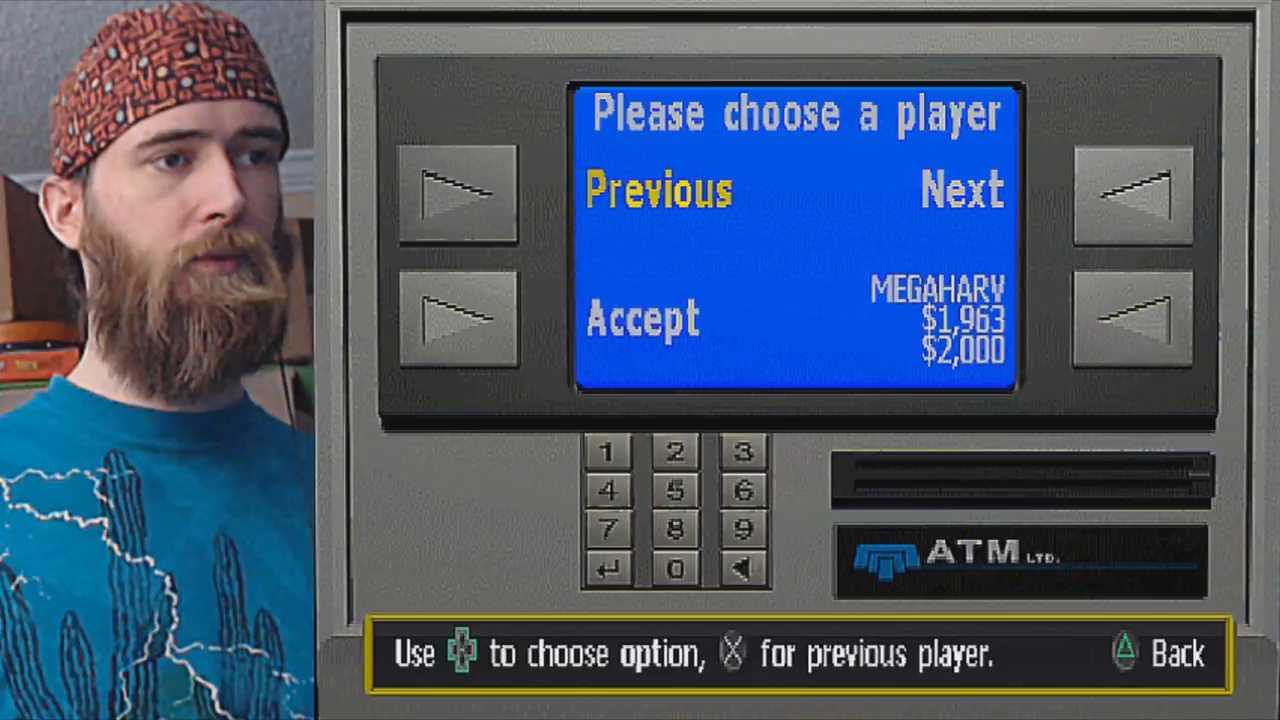 Please choose a player
Previous Next
MEGAHARV
Accept $1,963
$2,000
1 2 3
4 5 6
7 8 9
0
ATM LTD.
Use to choose option, for previous player. Back